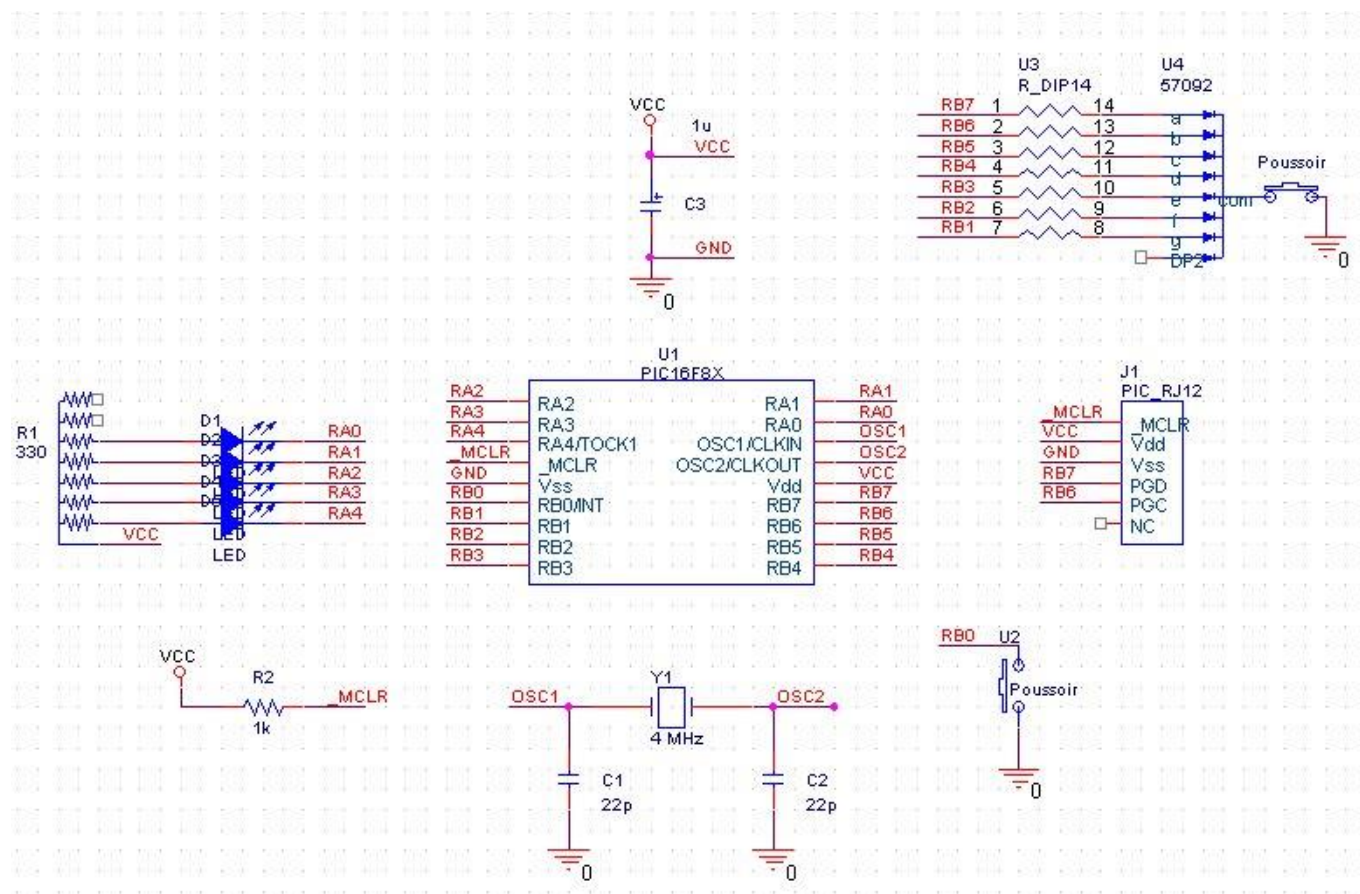 U3
R_DIP14
U4
57092
RB7 1 14 a
RB6 2 13 b
RB5 3 12 c
RB4 4 11 d
RB3 5 10 e
RB2 6 9 f
RB1 7 8 g
DP2
com
Poussoir
0
VCC
1u
VCC
C3
GND
0
R1
330
D1
D2
RA0
RA1
RA2
RA3
RA4
VCC
LED
U1
PIC16F8X
RA2 RA2 RA1 RA1
RA3 RA3 RA0 RA0
RA4 RA4/TOCK1 OSC1/CLKIN OSC1
_MCLR _MCLR OSC2/CLKOUT OSC2
GND Vss Vdd VCC
RB0 RB0/INT RB7 RB7
RB1 RB1 RB6 RB6
RB2 RB2 RB5 RB5
RB3 RB3 RB4 RB4
J1
PIC_RJ12
_MCLR _MCLR
VCC Vdd
GND Vss
RB7 PGD
RB6 PGC
NC
VCC
R2
_MCLR
1k
OSC1
Y1
OSC2
4 MHz
C1
22p
C2
22p
0
0
RB0
U2
Poussoir
0